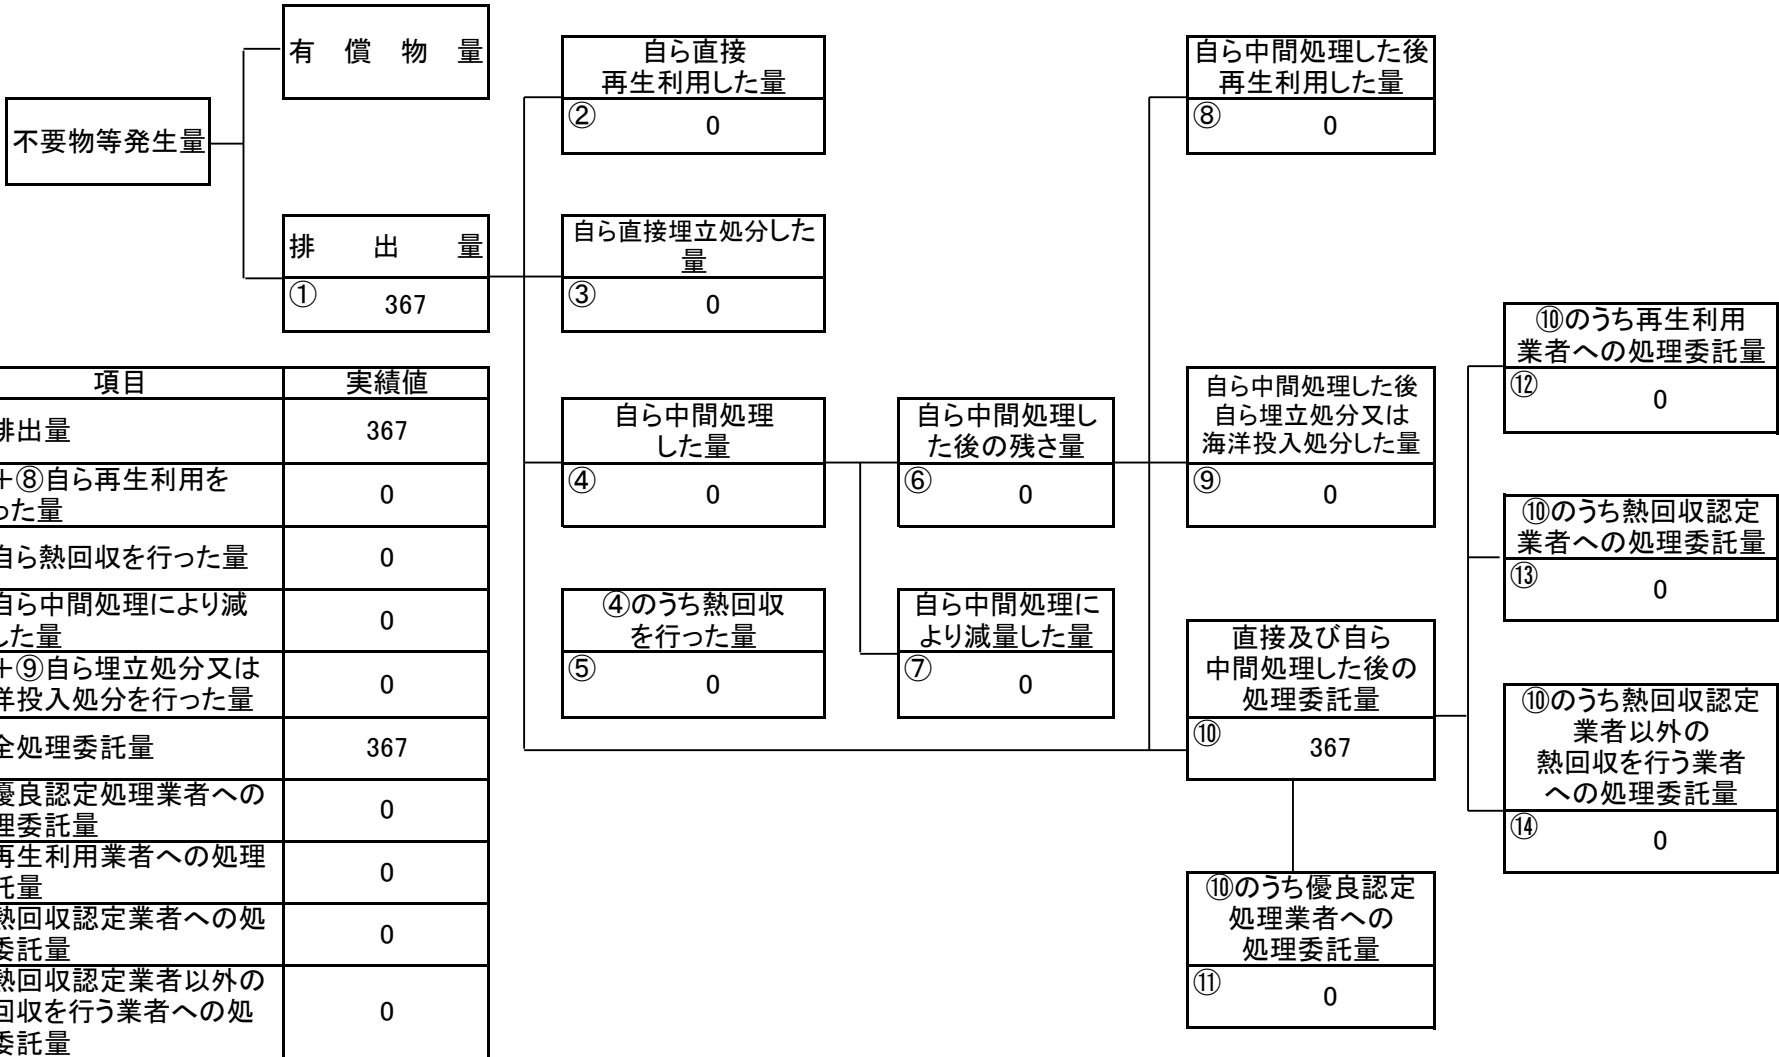 有 償 物 量
不要物等発生量
排 出 量
① 367
自ら直接
再生利用した量
② 0
自ら直接埋立処分した
量
③ 0
自ら中間処理
した量
④ 0
④のうち熱回収
を行った量
⑤ 0
自ら中間処理し
た後の残さ量
⑥ 0
自ら中間処理に
より減量した量
⑦ 0
自ら中間処理した後
再生利用した量
⑧ 0
自ら中間処理した後
自ら埋立処分又は
海洋投入処分した量
⑨ 0
直接及び自ら
中間処理した後の
処理委託量
⑩ 367
⑩のうち優良認定
処理業者への
処理委託量
⑪ 0
⑩のうち再生利用
業者への処理委託量
⑫ 0
⑩のうち熱回収認定
業者への処理委託量
⑬ 0
⑩のうち熱回収認定
業者以外の
熱回収を行う業者
への処理委託量
⑭ 0
項目 実績値
排出量 367
+⑧自ら再生利用を
った量 0
自ら熱回収を行った量 0
自ら中間処理により減
した量 0
+⑨自ら埋立処分又は
洋投入処分を行った量 0
全処理委託量 367
優良認定処理業者への
理委託量 0
再生利用業者への処理
託量 0
熱回収認定業者への処
委託量 0
熱回収認定業者以外の
回収を行う業者への処
委託量 0